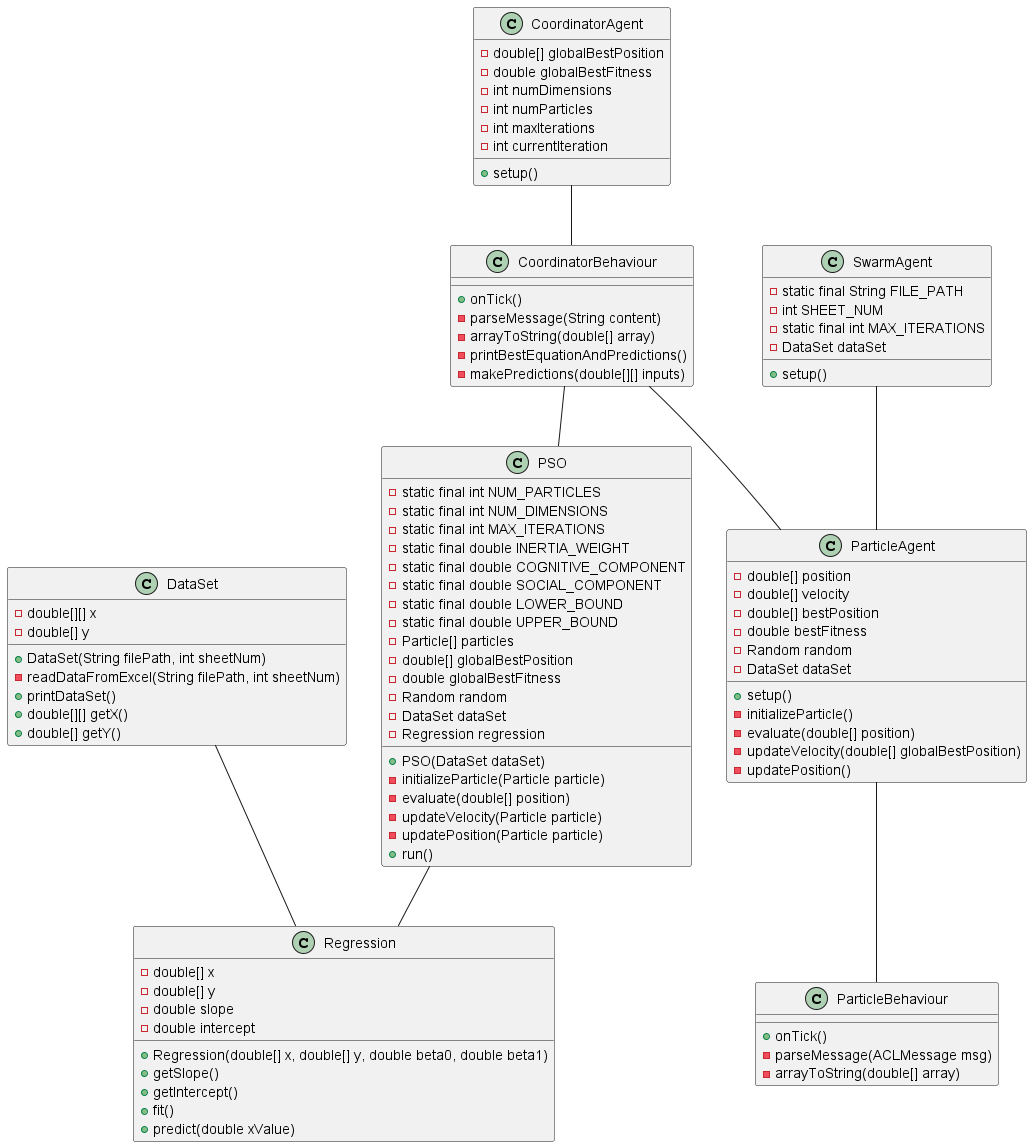 C CoordinatorAgent
double[] globalBestPosition
double globalBestFitness
int numDimensions
int numParticles
int maxIterations
int currentIteration
setup()
C CoordinatorBehaviour
onTick()
parseMessage(String content)
arrayToString(double[] array)
printBestEquationAndPredictions()
makePredictions(double[][] inputs)
C SwarmAgent
static final String FILE_PATH
int SHEET_NUM
static final int MAX_ITERATIONS
DataSet dataSet
setup()
C PSO
static final int NUM_PARTICLES
static final int NUM_DIMENSIONS
static final int MAX_ITERATIONS
static final double INERTIA_WEIGHT
static final double COGNITIVE_COMPONENT
static final double SOCIAL_COMPONENT
static final double LOWER_BOUND
static final double UPPER_BOUND
Particle[] particles
double[] globalBestPosition
double globalBestFitness
Random random
DataSet dataSet
Regression regression
PSO(DataSet dataSet)
initializeParticle(Particle particle)
evaluate(double[] position)
updateVelocity(Particle particle)
updatePosition(Particle particle)
run()
C ParticleAgent
double[] position
double[] velocity
double[] bestPosition
double bestFitness
Random random
DataSet dataSet
setup()
initializeParticle()
evaluate(double[] position)
updateVelocity(double[] globalBestPosition)
updatePosition()
C DataSet
double[][] x
double[] y
DataSet(String filePath, int sheetNum)
readDataFromExcel(String filePath, int sheetNum)
printDataSet()
double[][] getX()
double[] getY()
C Regression
double[] x
double[] y
double slope
double intercept
Regression(double[] x, double[] y, double beta0, double beta1)
getSlope()
getIntercept()
fit()
predict(double xValue)
C ParticleBehaviour
onTick()
parseMessage(ACLMessage msg)
arrayToString(double[] array)